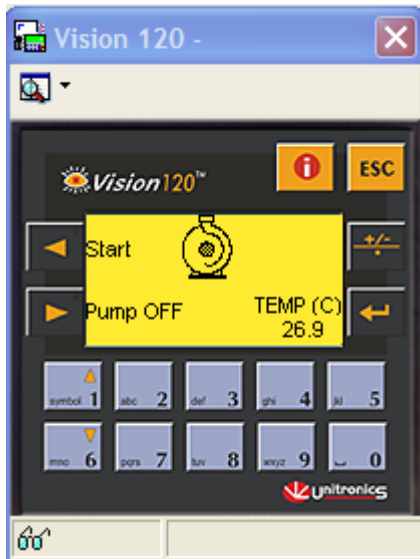 Vision 120 -
i ESC
Vision120™
+/-
Start
Pump OFF TEMP (C)
26.9
symbol 1 abc 2 def 3 ghi 4 jkl 5
mno 6 pqrs 7 tuv 8 wxyz 9 0
unitronics